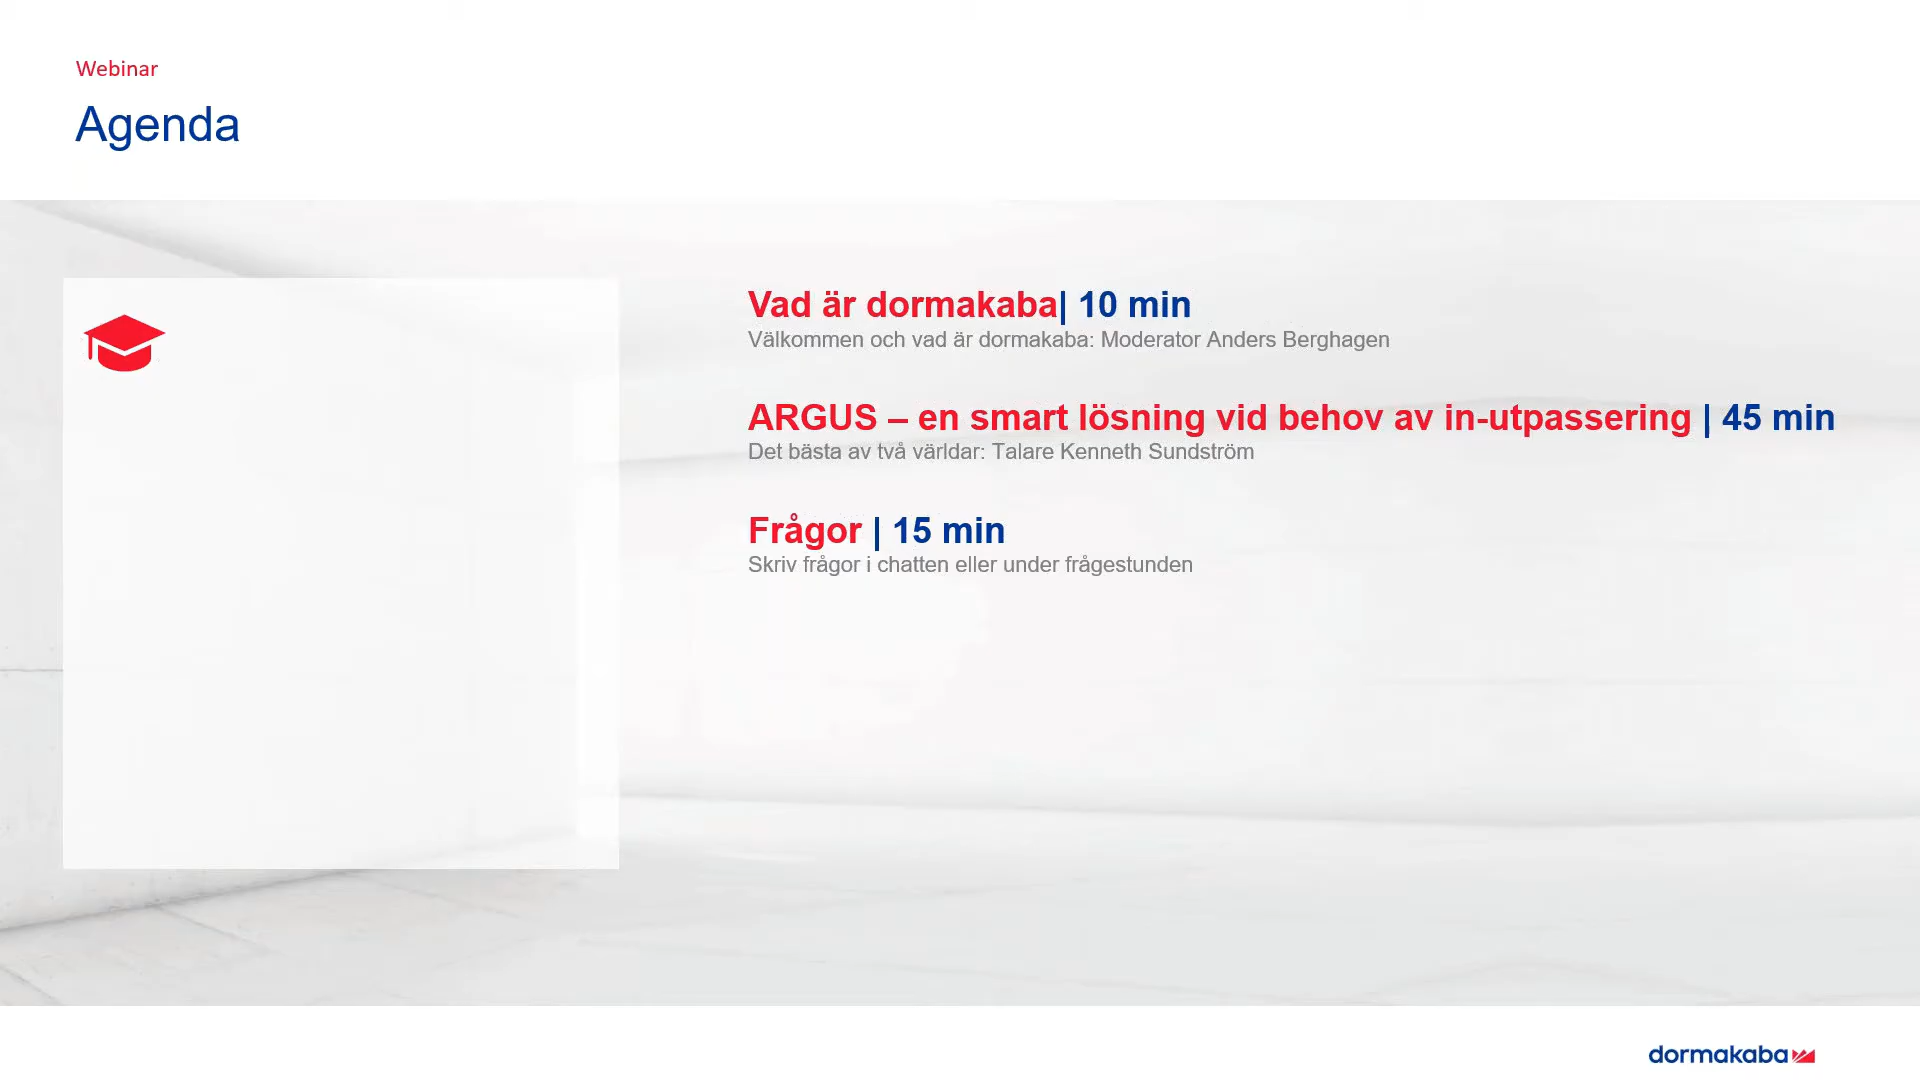 Webinar
Agenda
Vad är dormakaba| 10 min
Välkommen och vad är dormakaba: Moderator Anders Berghagen
ARGUS – en smart lösning vid behov av in-utpassering | 45 min
Det bästa av två världar: Talare Kenneth Sundström
Frågor | 15 min
Skriv frågor i chatten eller under frågestunden
dormakaba